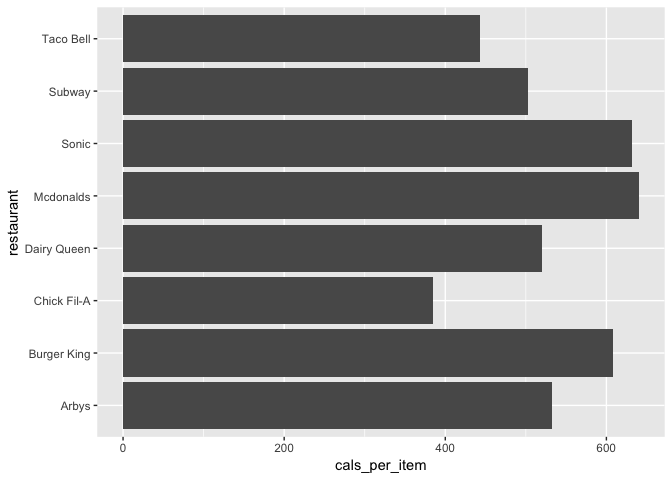 Taco Bell
Subway
Sonic
Mcdonalds
Dairy Queen
Chick Fil-A
Burger King
Arbys
restaurant
0 200 400 600
cals_per_item